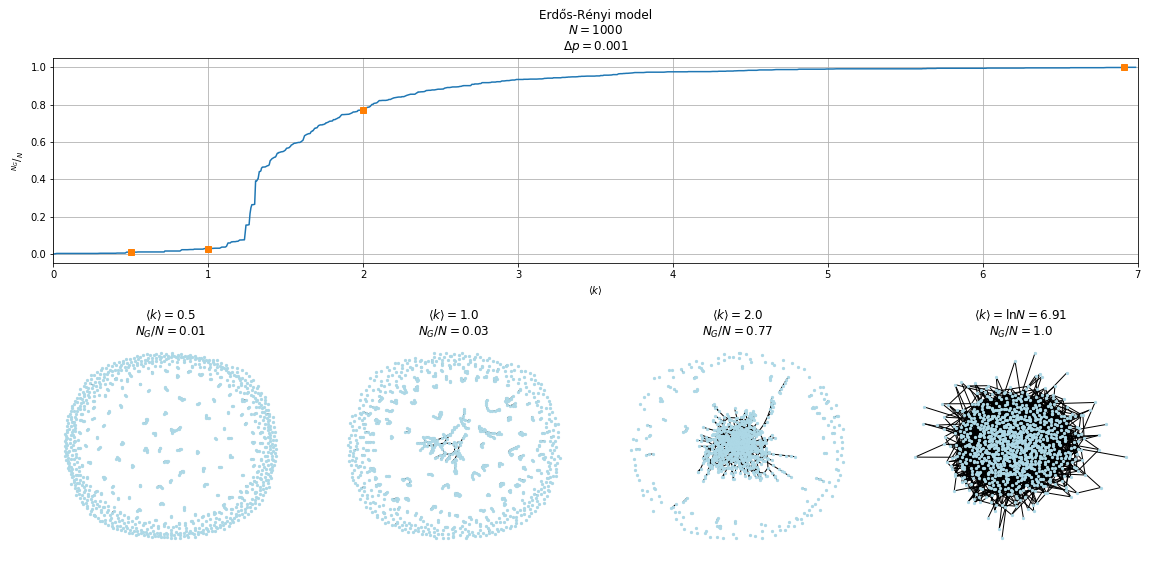 Erdős-Rényi model
N = 1000
Δp = 0.001
1.0
0.8
0.6
0.4
0.2
0.0
N_G/N
0 1 2 3 4 5 6 7
⟨k⟩
⟨k⟩ = 0.5
N_G/N = 0.01
⟨k⟩ = 1.0
N_G/N = 0.03
⟨k⟩ = 2.0
N_G/N = 0.77
⟨k⟩ = lnN = 6.91
N_G/N = 1.0